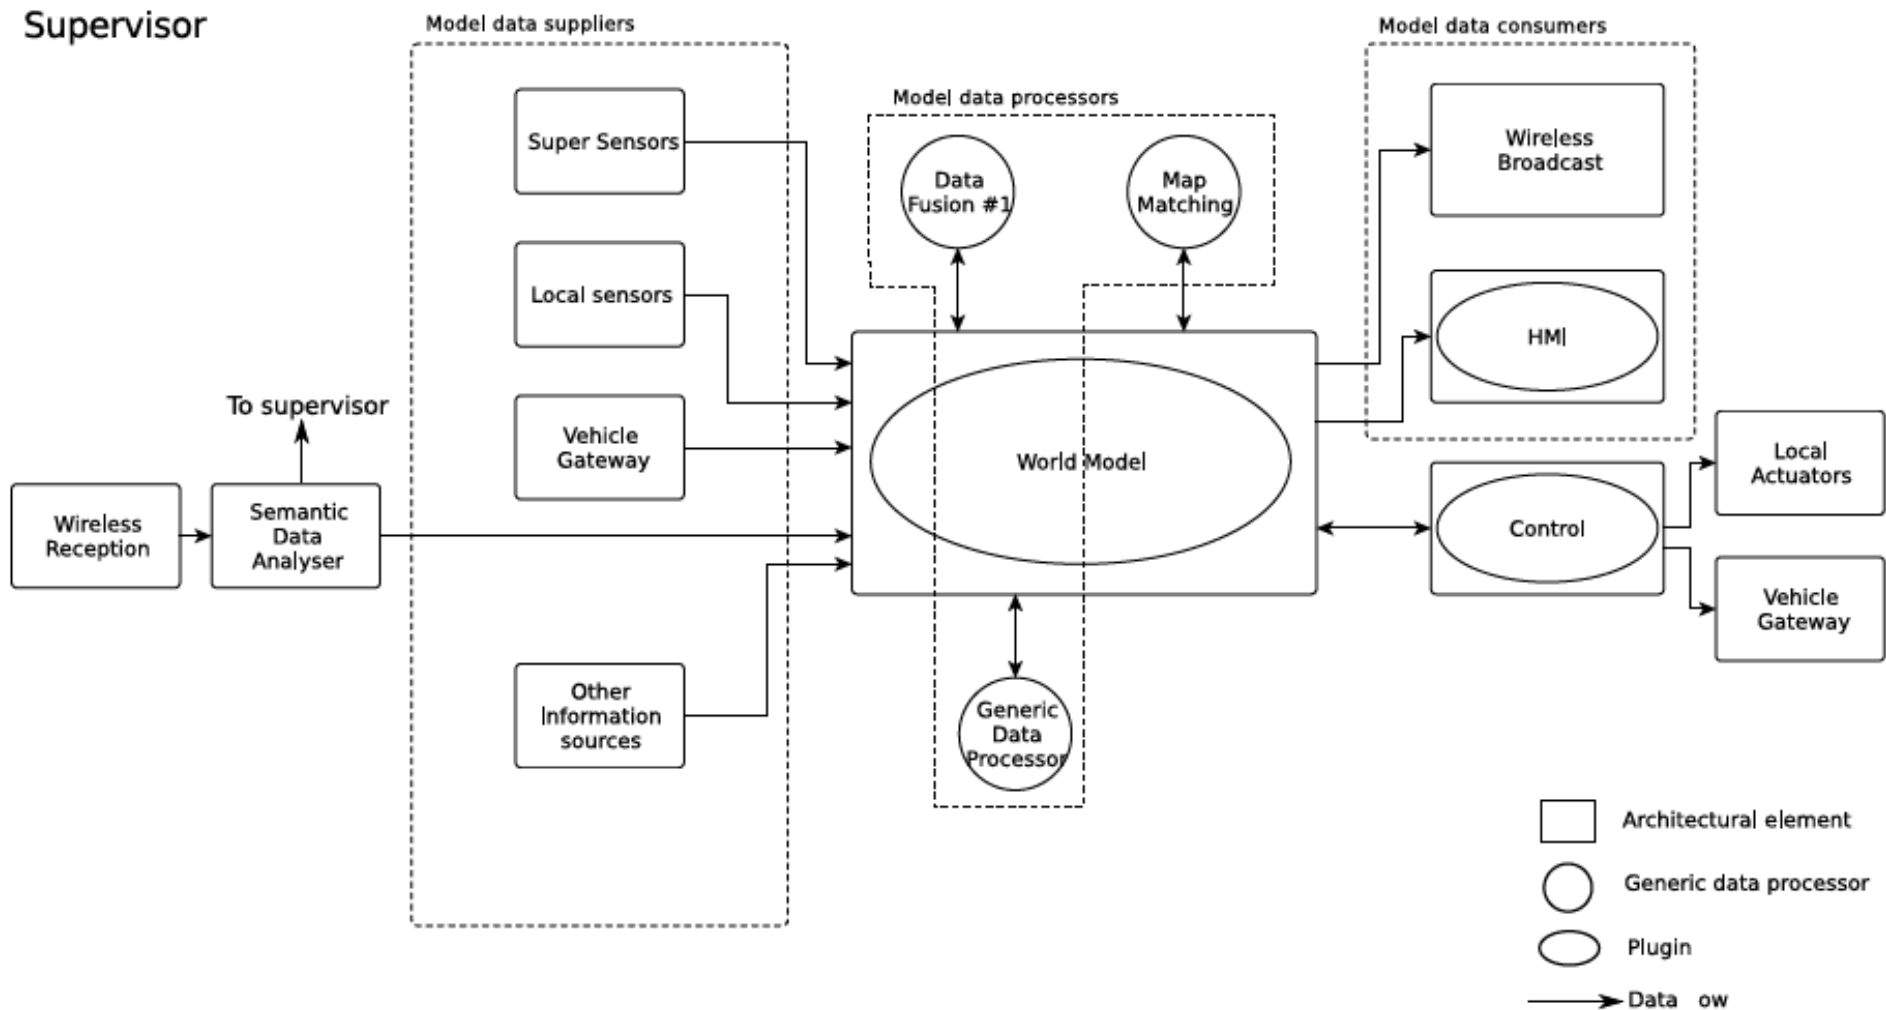 Supervisor
Model data suppliers
Model data consumers
Model data processors
Super Sensors
Data
Fusion #1
Map
Matching
Wireless
Broadcast
Local sensors
HMI
To supervisor
Vehicle
Gateway
World Model
Local
Actuators
Wireless
Reception
Semantic
Data
Analyser
Control
Vehicle
Gateway
Other
Information
sources
Generic
Data
Processor
Architectural element
Generic data processor
Plugin
Data ow